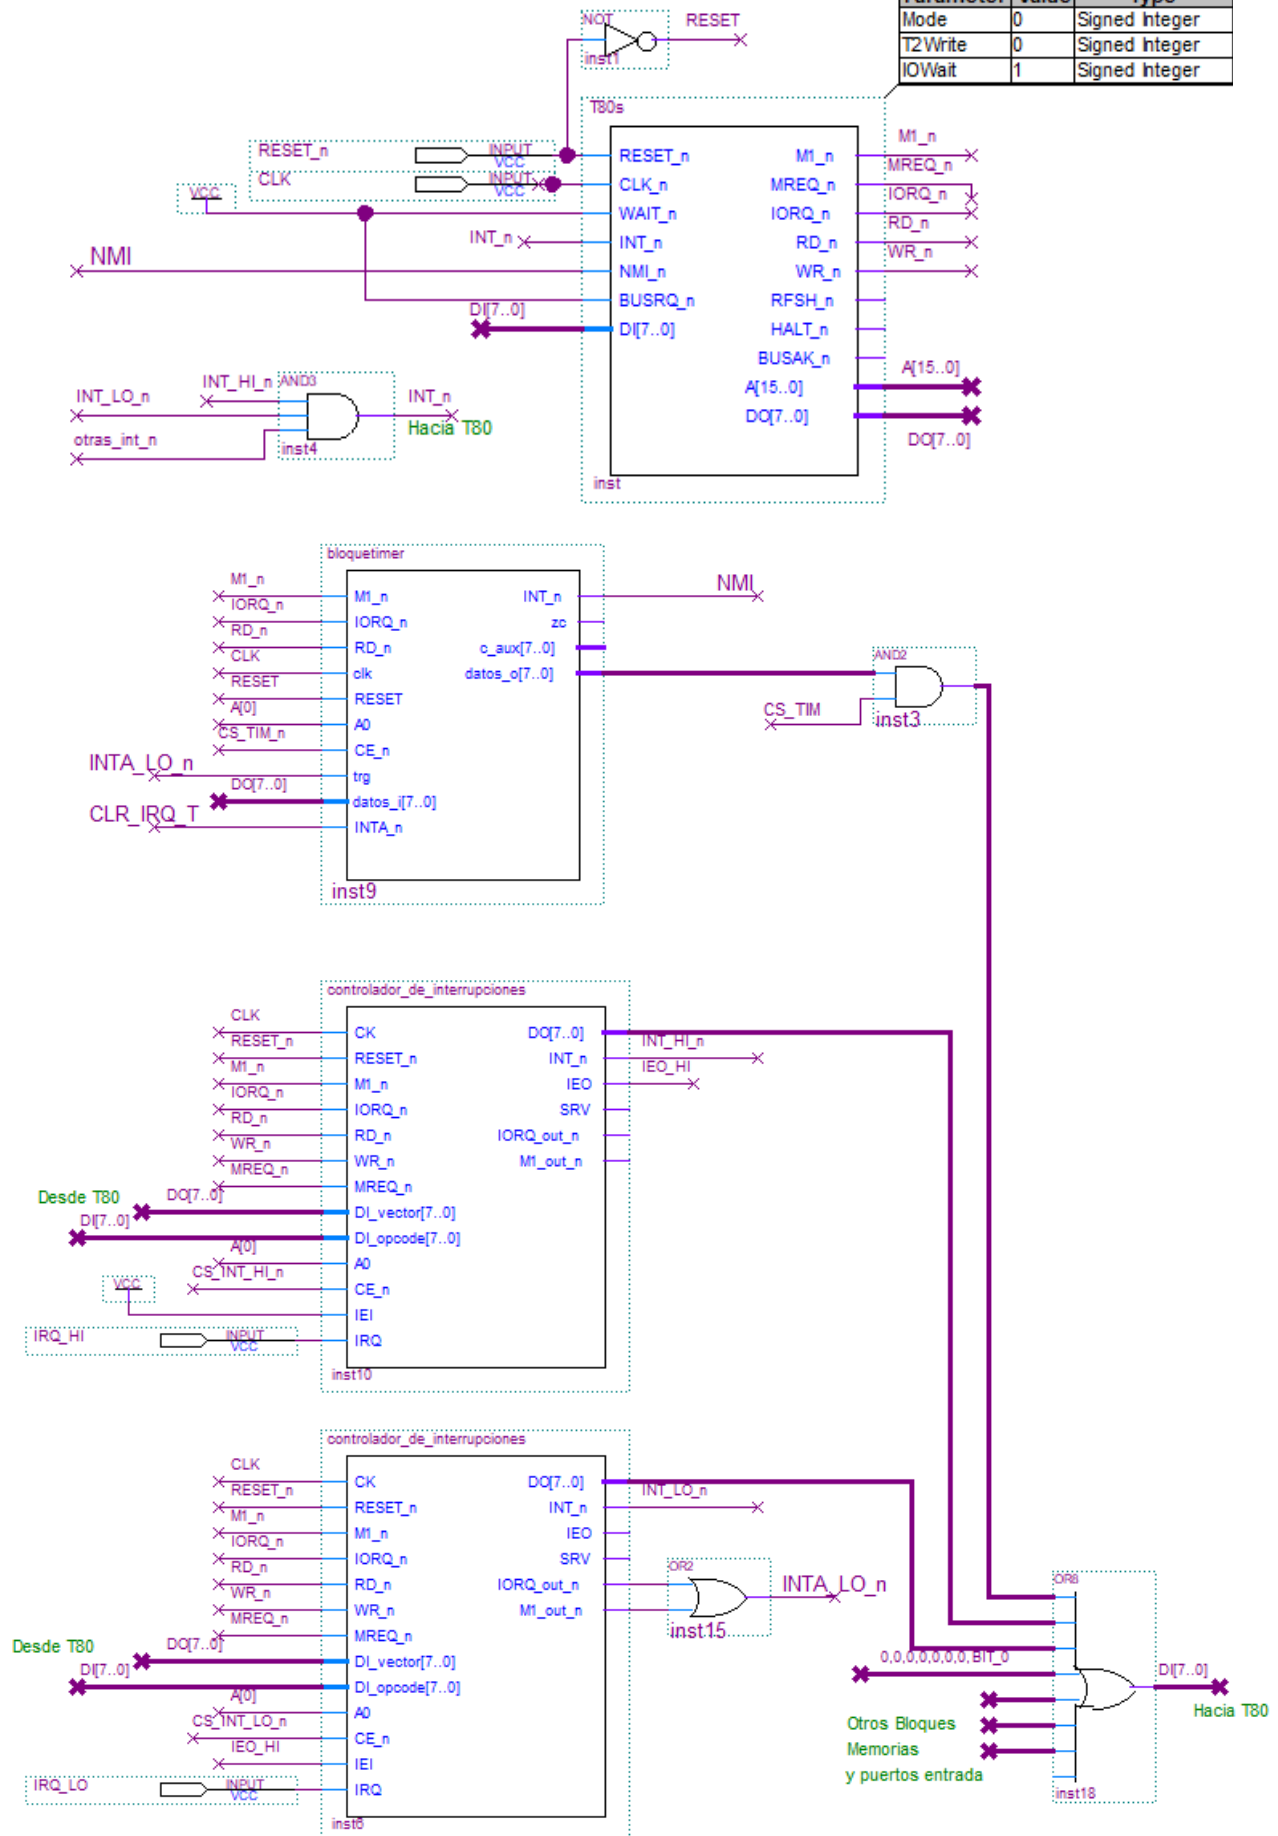 Parameter Value Type
Mode 0 Signed Integer
T2Write 0 Signed Integer
IOWait 1 Signed Integer
NOT
RESET
inst1
T80s
RESET_n INPUT VCC
CLK INPUT VCC
VCC
INT_n
NMI
DI[7..0]
RESET_n M1_n
CLK_n MREQ_n
WAIT_n IORQ_n
INT_n RD_n
NMI_n WR_n
BUSRQ_n RFSH_n
DI[7..0] HALT_n
BUSAK_n
A[15..0]
DO[7..0]
inst
M1_n
MREQ_n
IORQ_n
RD_n
WR_n
A[15..0]
DO[7..0]
INT_HI_n AND3
INT_LO_n INT_n
otras_int_n Hacia T80
inst4
bloquetimer
M1_n
IORQ_n
RD_n
CLK
RESET
A[0]
CS_TIM_n
INTA_LO_n
DO[7..0]
CLR_IRQ_T
M1_n INT_n
IORQ_n zc
RD_n c_aux[7..0]
clk datos_o[7..0]
RESET
A0
CE_n
trg
datos_i[7..0]
INTA_n
inst9
NMI
AND2
CS_TIM
inst3
controlador_de_interrupciones
CLK
RESET_n
M1_n
IORQ_n
RD_n
WR_n
MREQ_n
Desde T80 DO[7..0]
DI[7..0]
A[0]
CS_INT_HI_n
VCC
IRQ_HI INPUT VCC
CK DO[7..0]
RESET_n INT_n
M1_n IEO
IORQ_n SRV
RD_n IORQ_out_n
WR_n M1_out_n
MREQ_n
DI_vector[7..0]
DI_opcode[7..0]
A0
CE_n
IEI
IRQ
inst10
INT_HI_n
IEO_HI
controlador_de_interrupciones
CLK
RESET_n
M1_n
IORQ_n
RD_n
WR_n
MREQ_n
Desde T80 DO[7..0]
DI[7..0]
A[0]
CS_INT_LO_n
IEO_HI
IRQ_LO INPUT VCC
CK DO[7..0]
RESET_n INT_n
M1_n IEO
IORQ_n SRV
RD_n IORQ_out_n
WR_n M1_out_n
MREQ_n
DI_vector[7..0]
DI_opcode[7..0]
A0
CE_n
IEI
IRQ
inst6
INT_LO_n
OR2
INTA_LO_n
inst15
OR8
0,0,0,0,0,0,0,BIT_0
DI[7..0]
Hacia T80
Otros Bloques
Memorias
y puertos entrada
inst18